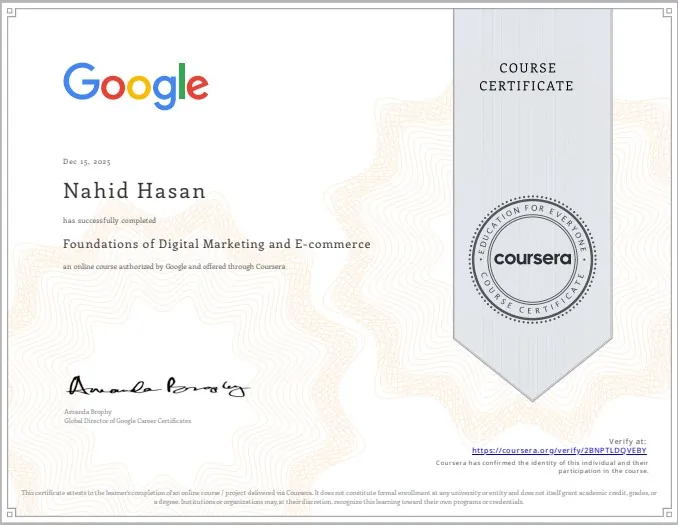 Google
COURSE
CERTIFICATE
Dec 15, 2025
Nahid Hasan
has successfully completed
Foundations of Digital Marketing and E-commerce
an online course authorized by Google and offered through Coursera
EDUCATION FOR EVERYONE
coursera
COURSE CERTIFICATE
Amanda Brophy
Amanda Brophy
Global Director of Google Career Certificates
Verify at:
https://coursera.org/verify/2BNPTLDQVEBY
Coursera has confirmed the identity of this individual and their
participation in the course.
This certificate attests to the learner's completion of an online course / project delivered via Coursera. It does not constitute formal enrollment at any university or entity and does not itself grant academic credit, grades, or
a degree. Institutions or organizations may, at their discretion, recognize this learning toward their own programs or credentials.